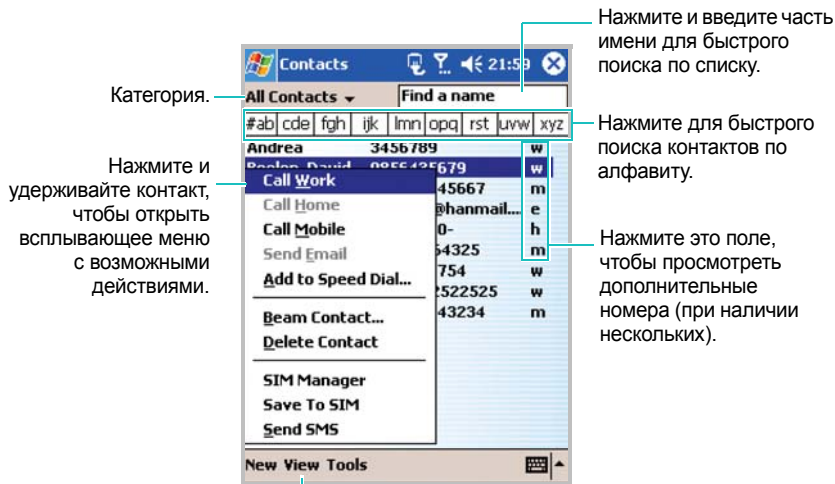 Нажмите и введите часть
имени для быстрого
поиска по списку.
Contacts 21:59
Категория.
All Contacts Find a name
#ab cde fgh ijk lmn opq rst uvw xyz
Нажмите для быстрого
поиска контактов по
алфавиту.
Andrea 3456789 w
David 0855435679 w
Нажмите и
удерживайте контакт,
чтобы открыть
всплывающее меню
с возможными
действиями.
Call Work
45667 m
Call Home
@hanmail.... e
Call Mobile
0- h
Send Email
54325 m
Add to Speed Dial...
754 w
2522525 w
Beam Contact...
43234 m
Delete Contact
SIM Manager
Save To SIM
Send SMS
Нажмите это поле,
чтобы просмотреть
дополнительные
номера (при наличии
нескольких).
New View Tools